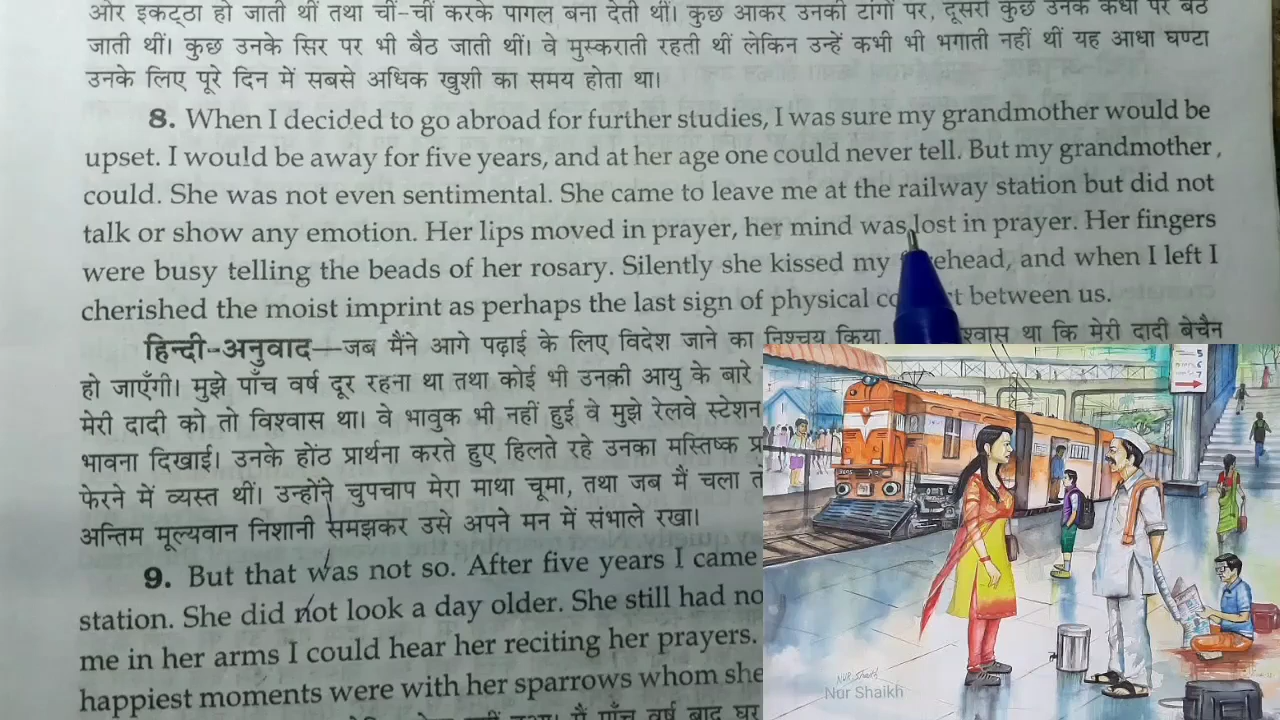 ओर इकट्ठा हो जाती थीं तथा चीं-चीं करके पागल बना देती थीं। कुछ आकर उनकी टांगों पर, दूसरी कुछ उनके कंधों पर बैठ
जाती थीं। कुछ उनके सिर पर भी बैठ जाती थीं। वे मुस्कराती रहती थीं लेकिन उन्हें कभी भी भगाती नहीं थीं यह आधा घण्टा
उनके लिए पूरे दिन में सबसे अधिक खुशी का समय होता था।
8. When I decided to go abroad for further studies, I was sure my grandmother would be
upset. I would be away for five years, and at her age one could never tell. But my grandmother,
could. She was not even sentimental. She came to leave me at the railway station but did not
talk or show any emotion. Her lips moved in prayer, her mind was lost in prayer. Her fingers
were busy telling the beads of her rosary. Silently she kissed my ehead, and when I left I
cherished the moist imprint as perhaps the last sign of physical co t between us.
हिन्दी-अनुवाद—जब मैंने आगे पढ़ाई के लिए विदेश जाने का निश्चय किया, श्वास था कि मेरी दादी बेचैन
हो जाएँगी। मुझे पाँच वर्ष दूर रहना था तथा कोई भी उनकी आयु के बारे
मेरी दादी को तो विश्वास था। वे भावुक भी नहीं हुई वे मुझे रेलवे स्टेशन
भावना दिखाई। उनके होंठ प्रार्थना करते हुए हिलते रहे उनका मस्तिष्क प्र
फेरने में व्यस्त थीं। उन्होंने चुपचाप मेरा माथा चूमा, तथा जब मैं चला
अन्तिम मूल्यवान निशानी समझकर उसे अपने मन में संभाले रखा।
9. But that was not so. After five years I came
station. She did not look a day older. She still had no
me in her arms I could hear her reciting her prayers.
happiest moments were with her sparrows whom she
मैं पाँच वर्ष बाद घर
5
6
7
NUR Shaikh
Nur Shaikh